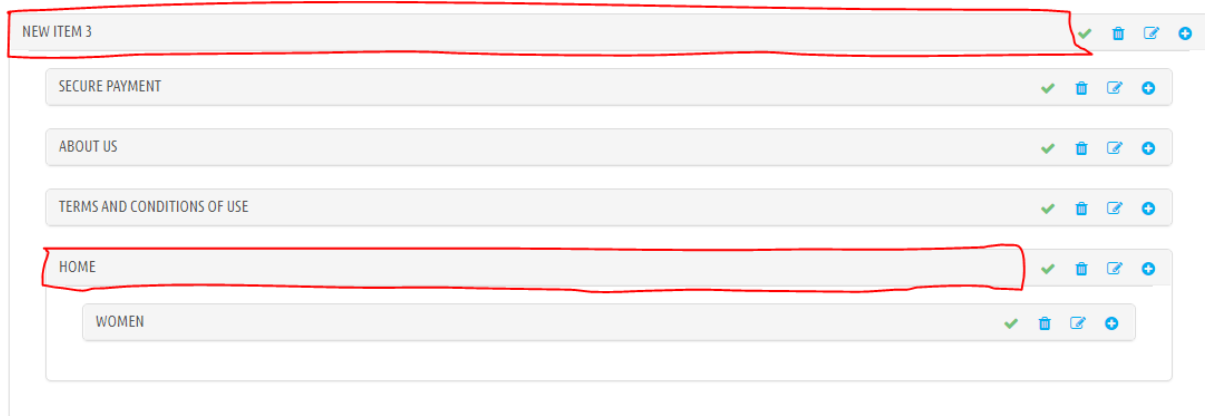 NEW ITEM 3
SECURE PAYMENT
ABOUT US
TERMS AND CONDITIONS OF USE
HOME
WOMEN